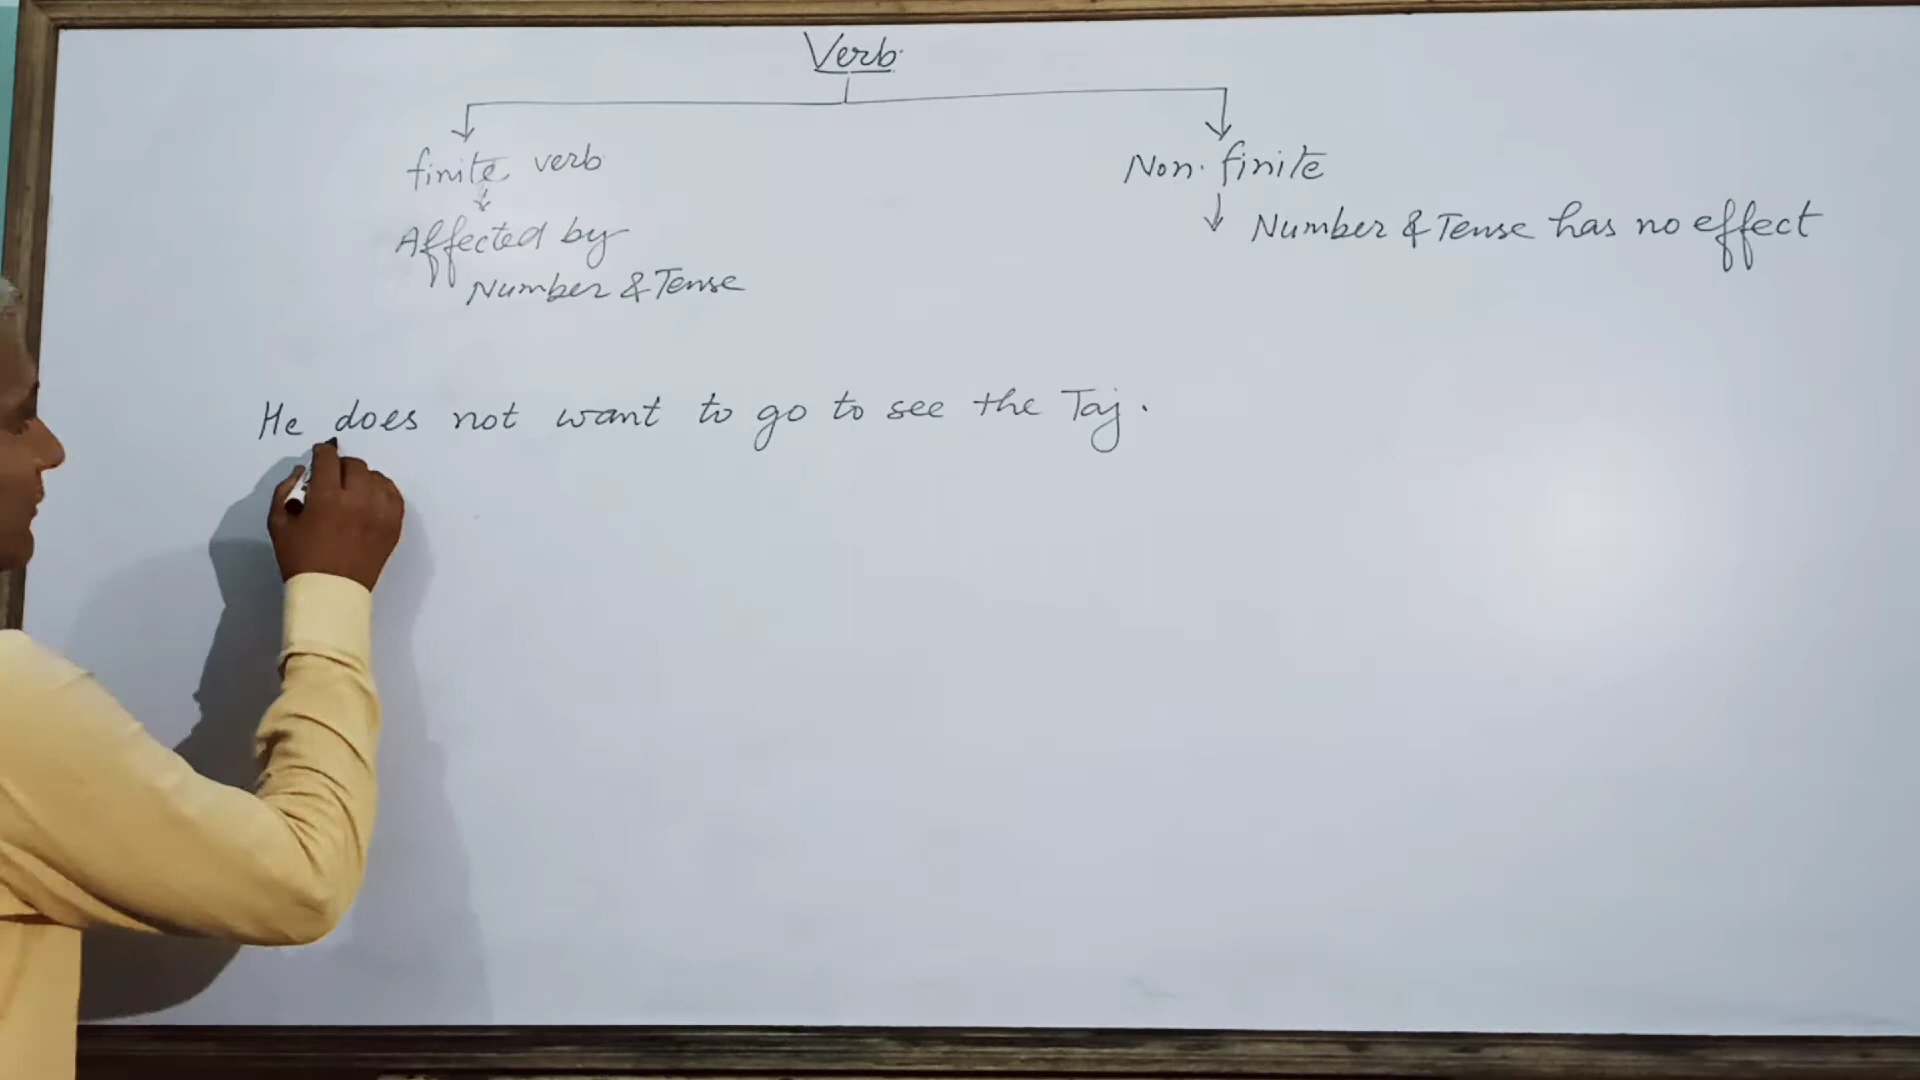 Verb
finite verb
Non. finite
Affected by
Number & Tense
Number & Tense has no effect
He does not want to go to see the Taj.